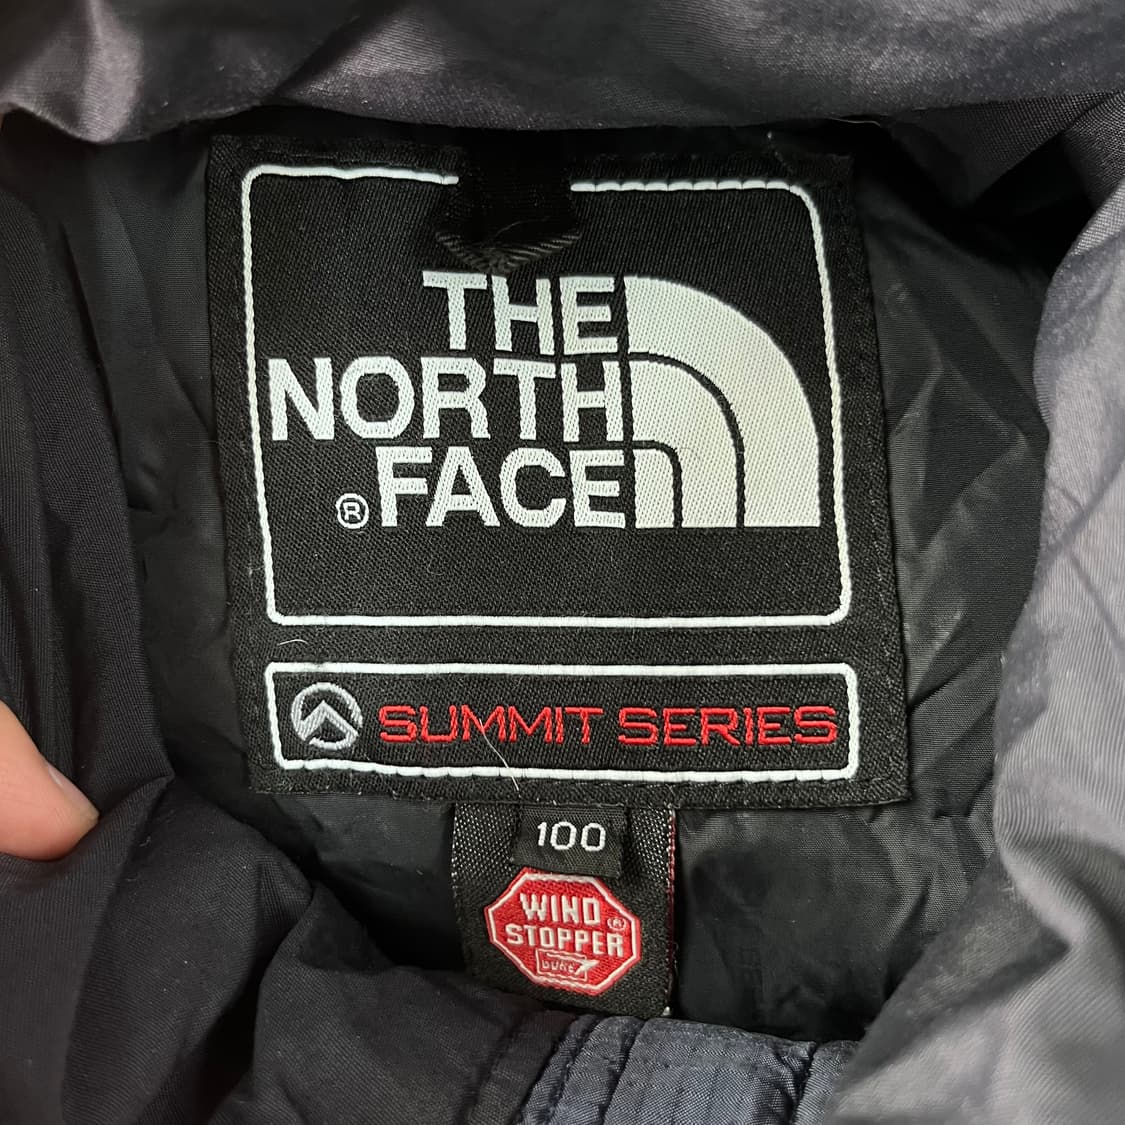 THE
NORTH
®FACE
SUMMIT SERIES
100
WIND
STOPPER®